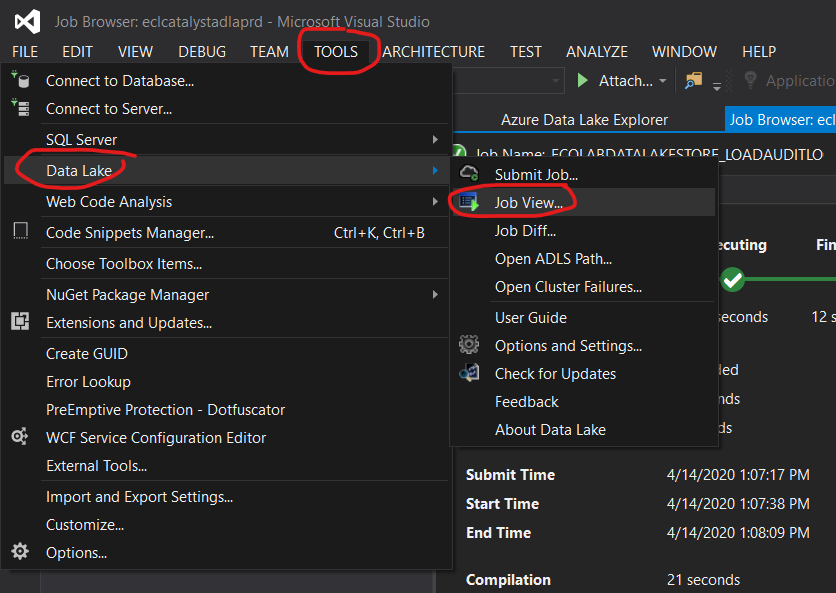 Job Browser: eclcatalystadlaprd - Microsoft Visual Studio
FILE EDIT VIEW DEBUG TEAM TOOLS ARCHITECTURE TEST ANALYZE WINDOW HELP
Attach... Applicatio
Connect to Database...
Connect to Server...
SQL Server
Data Lake
Web Code Analysis
Code Snippets Manager... Ctrl+K, Ctrl+B
Choose Toolbox Items...
NuGet Package Manager
Extensions and Updates...
Create GUID
Error Lookup
PreEmptive Protection - Dotfuscator
WCF Service Configuration Editor
External Tools...
Import and Export Settings...
Customize...
Options...
Azure Data Lake Explorer Job Browser: ecl
Job Name: ECOLABDATALAKESTORE_LOADAUDITLO
Submit Job...
Job View...
Job Diff...
Open ADLS Path...
Open Cluster Failures...
User Guide
Options and Settings...
Check for Updates
Feedback
About Data Lake
ecuting Fin
econds 12 s
ded
nds
ds
Submit Time 4/14/2020 1:07:17 PM
Start Time 4/14/2020 1:07:38 PM
End Time 4/14/2020 1:08:09 PM
Compilation 21 seconds